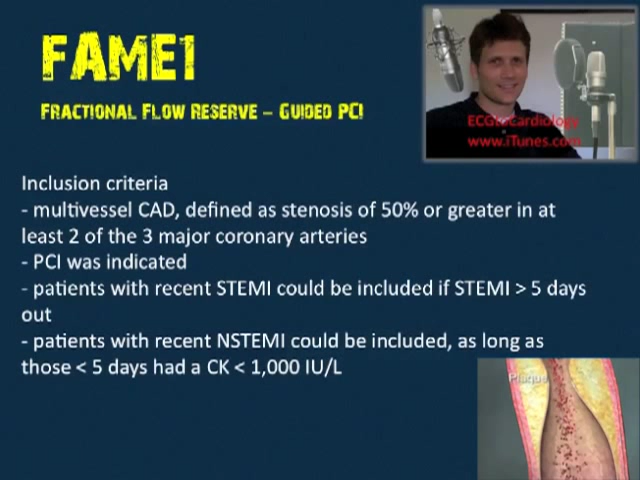 FAME1
Fractional Flow Reserve – Guided PCI
ECGtoCardiology
www.iTunes.com
Inclusion criteria
- multivessel CAD, defined as stenosis of 50% or greater in at
least 2 of the 3 major coronary arteries
- PCI was indicated
- patients with recent STEMI could be included if STEMI > 5 days
out
- patients with recent NSTEMI could be included, as long as
those < 5 days had a CK < 1,000 IU/L
Plaque